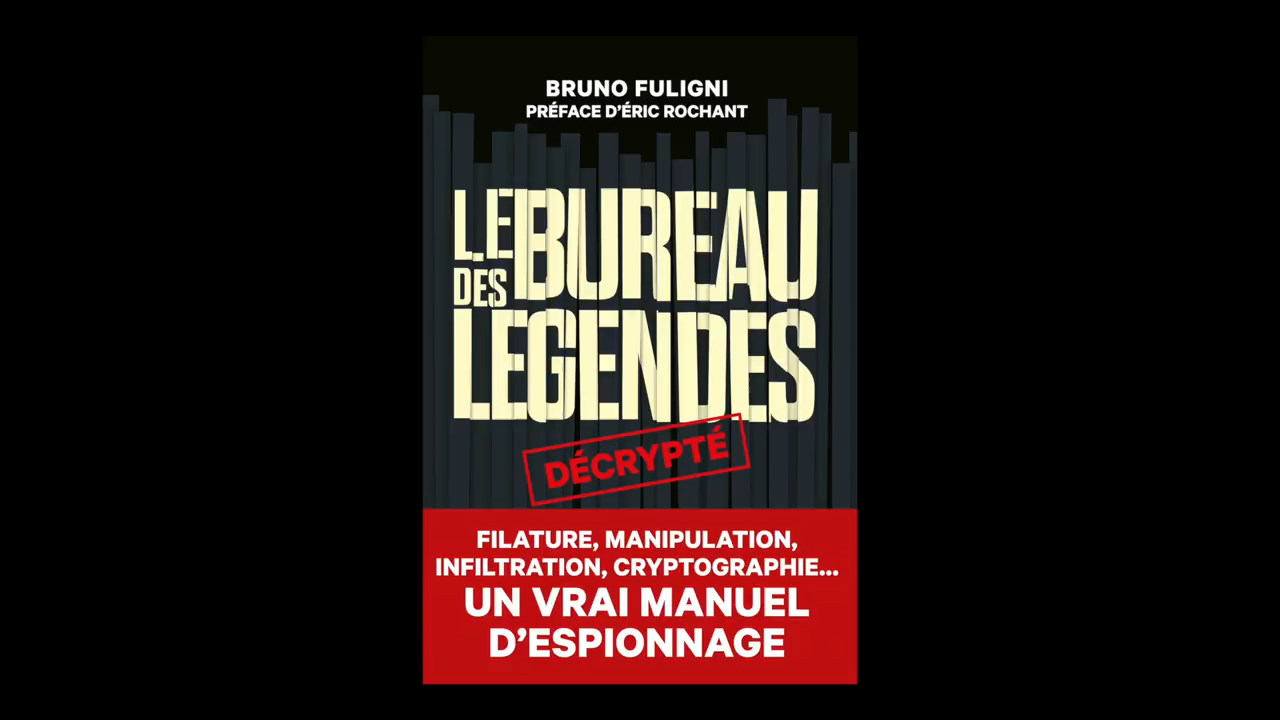 BRUNO FULIGNI
PRÉFACE D'ÉRIC ROCHANT
LE BUREAU
DES
LEGENDES
DÉCRYPTÉ
FILATURE, MANIPULATION,
INFILTRATION, CRYPTOGRAPHIE...
UN VRAI MANUEL
D'ESPIONNAGE